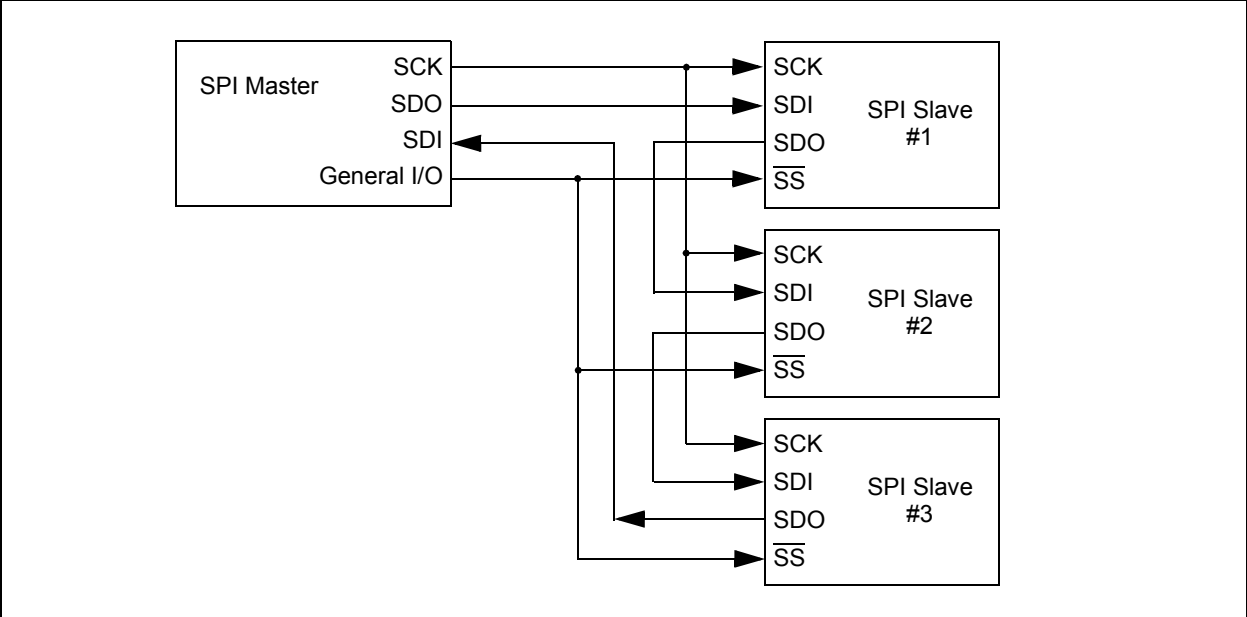 SPI Master
SCK
SDO
SDI
General I/O
SCK
SDI
SDO
SS
SPI Slave
#1
SCK
SDI
SDO
SS
SPI Slave
#2
SCK
SDI
SDO
SS
SPI Slave
#3